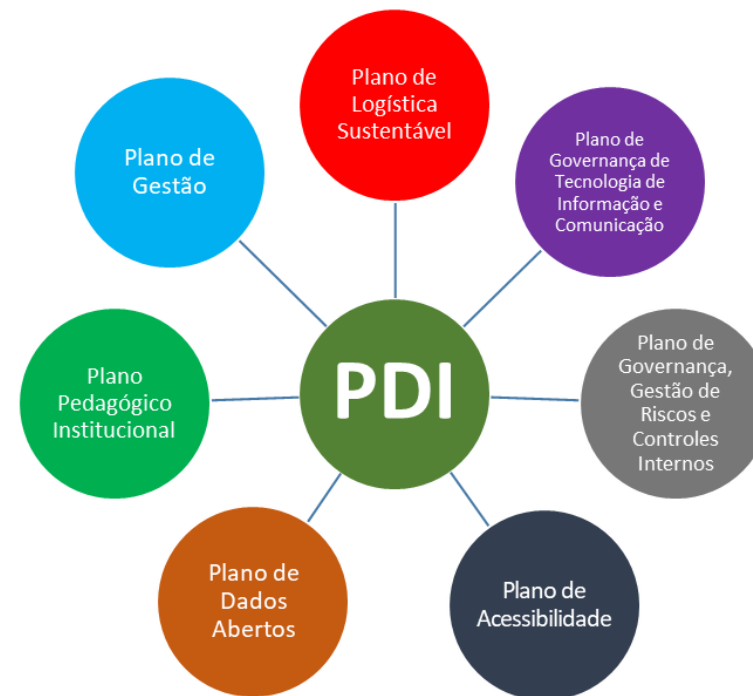 Plano de
Logística
Sustentável
Plano de
Governança de
Tecnologia de
Informação e
Comunicação
Plano de
Gestão
Plano de
Governança,
Gestão de
Riscos e
Controles
Internos
PDI
Plano
Pedagógico
Institucional
Plano de
Dados
Abertos
Plano de
Acessibilidade